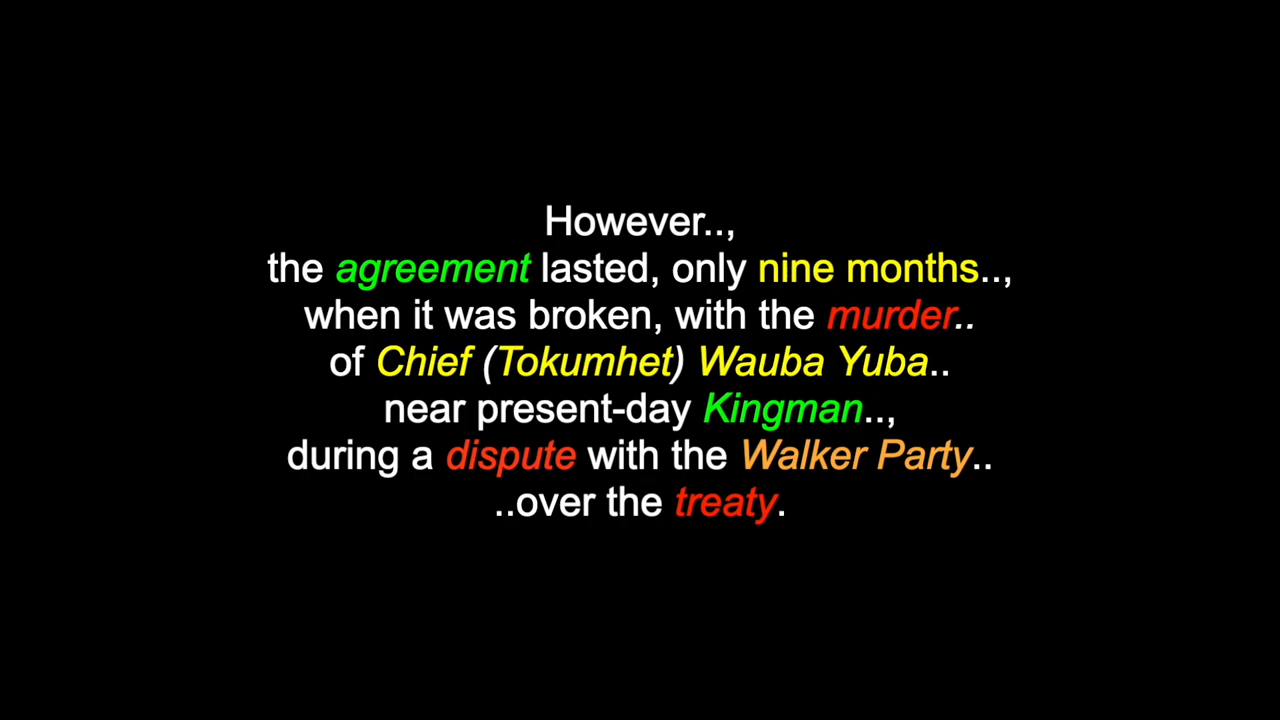 However..,
the agreement lasted, only nine months..,
when it was broken, with the murder..
of Chief (Tokumhet) Wauba Yuba..
near present-day Kingman..,
during a dispute with the Walker Party..
..over the treaty.